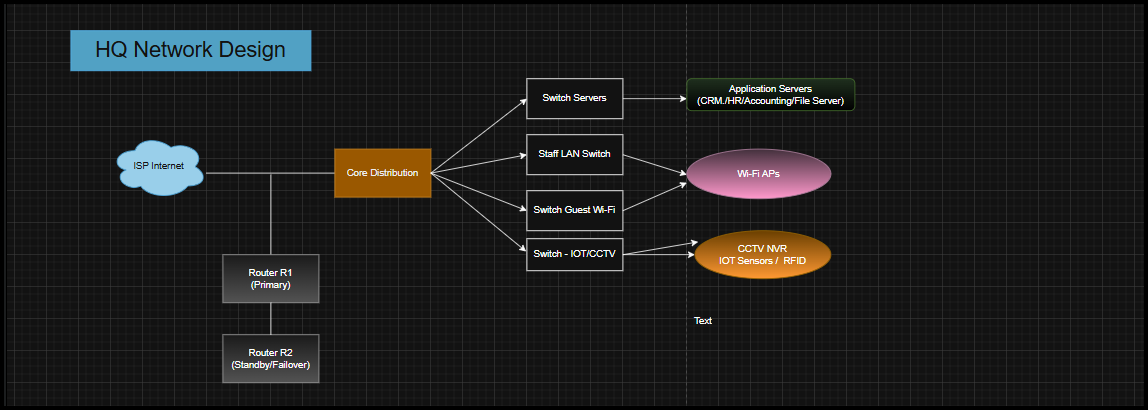 HQ Network Design
ISP Internet
Core Distribution
Router R1
(Primary)
Router R2
(Standby/Failover)
Switch Servers
Staff LAN Switch
Switch Guest Wi-Fi
Switch - IOT/CCTV
Application Servers
(CRM./HR/Accounting/File Server)
Wi-Fi APs
CCTV NVR
IOT Sensors / RFID
Text